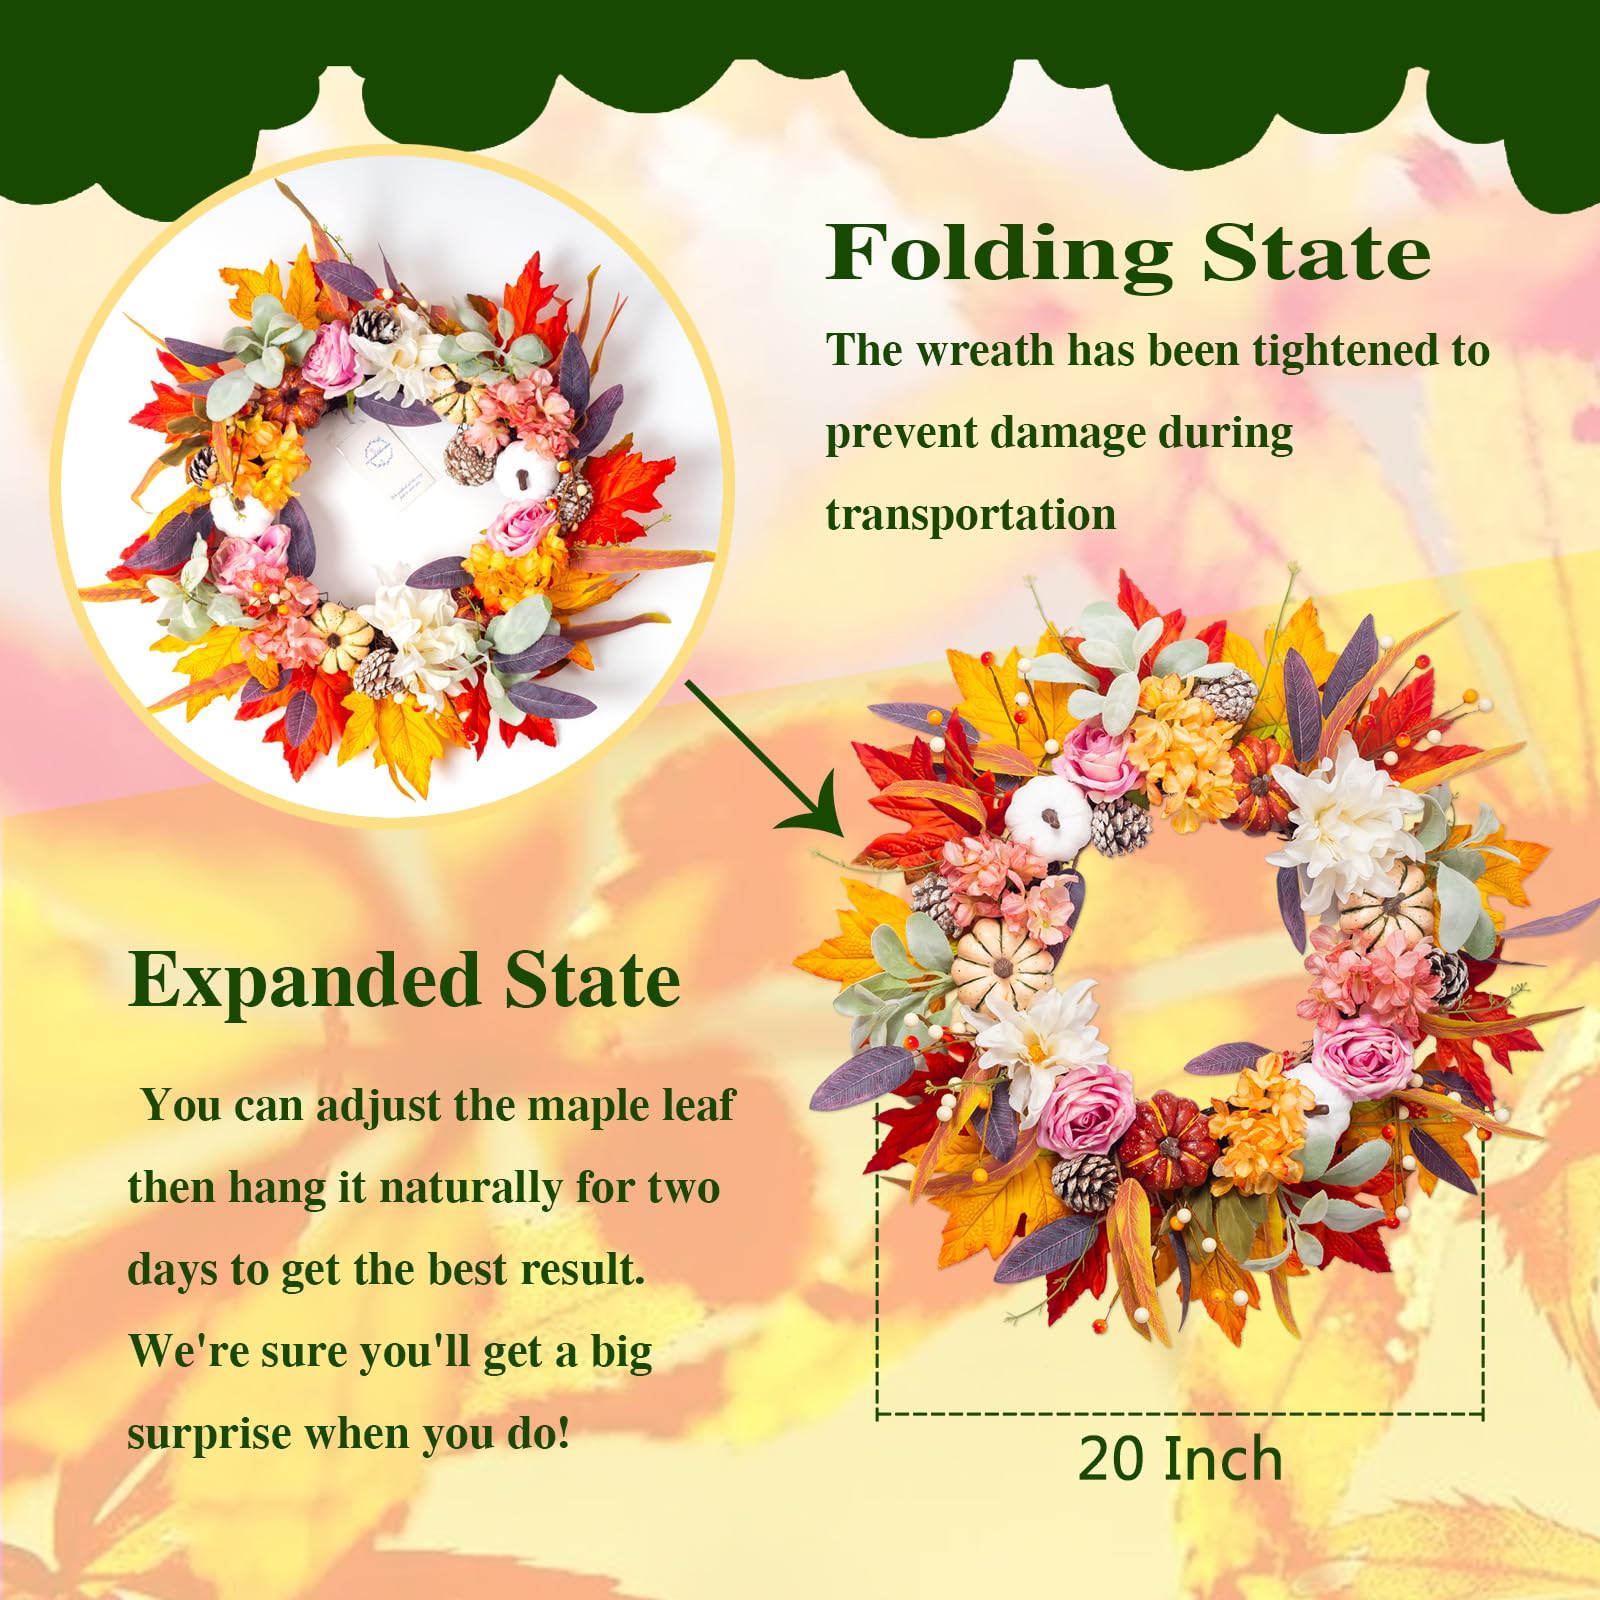 Folding State
The wreath has been tightened to
prevent damage during
transportation
Expanded State
You can adjust the maple leaf
then hang it naturally for two
days to get the best result.
We're sure you'll get a big
surprise when you do!
20 Inch